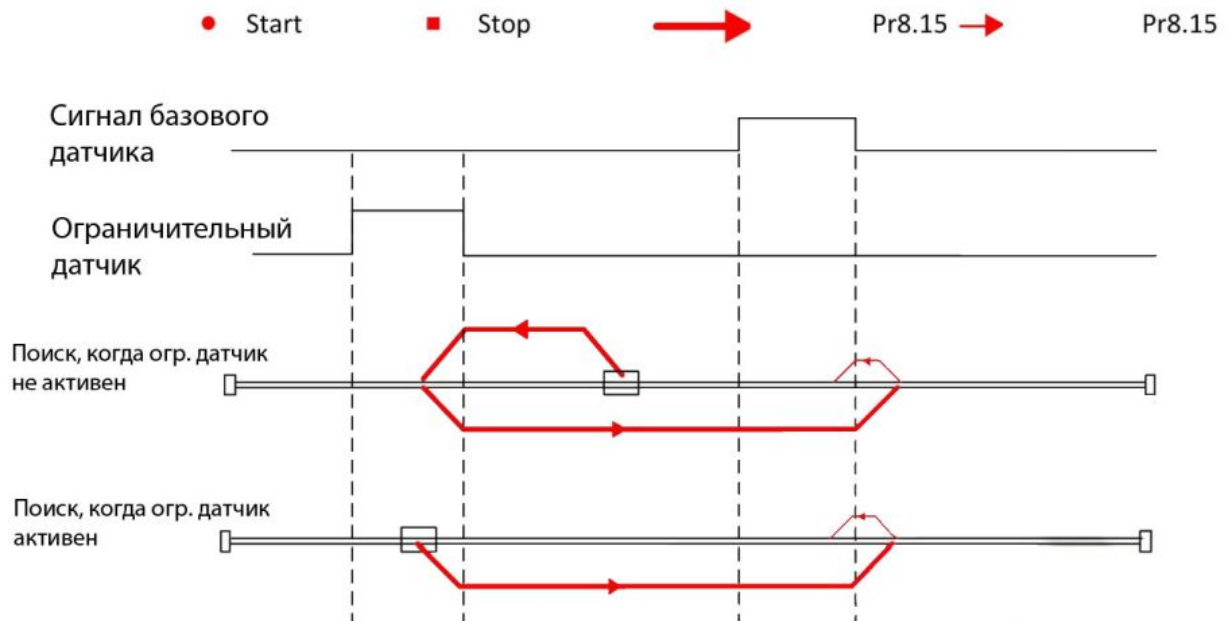 Start Stop Pr8.15 Pr8.15
Сигнал базового
датчика
Ограничительный
датчик
Поиск, когда огр. датчик
не активен
Поиск, когда огр. датчик
активен